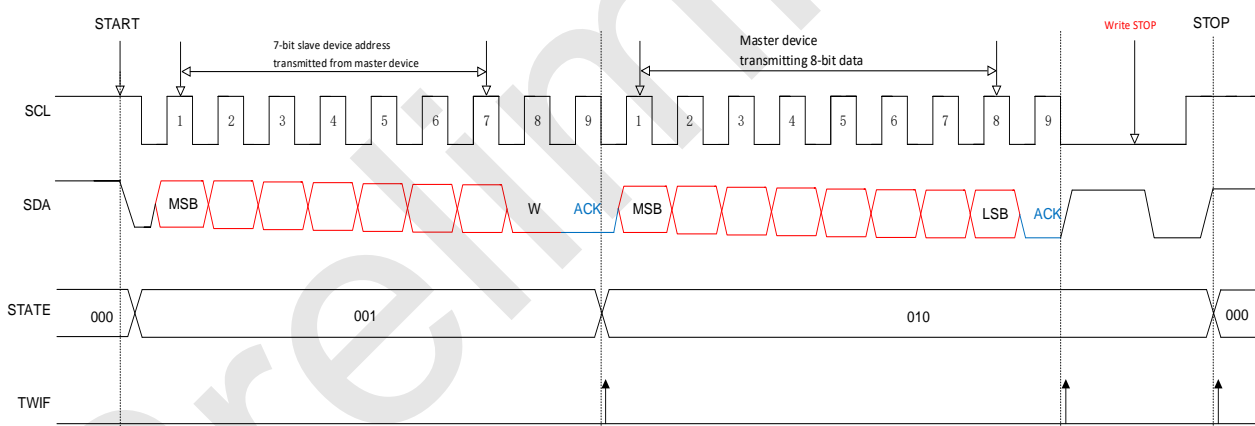 START
Write STOP
STOP
7-bit slave device address
transmitted from master device
Master device
transmitting 8-bit data
SCL
1 2 3 4 5 6 7 8 9 1 2 3 4 5 6 7 8 9
SDA
MSB W ACK MSB LSB ACK
STATE
000 001 010 000
TWIF
relim